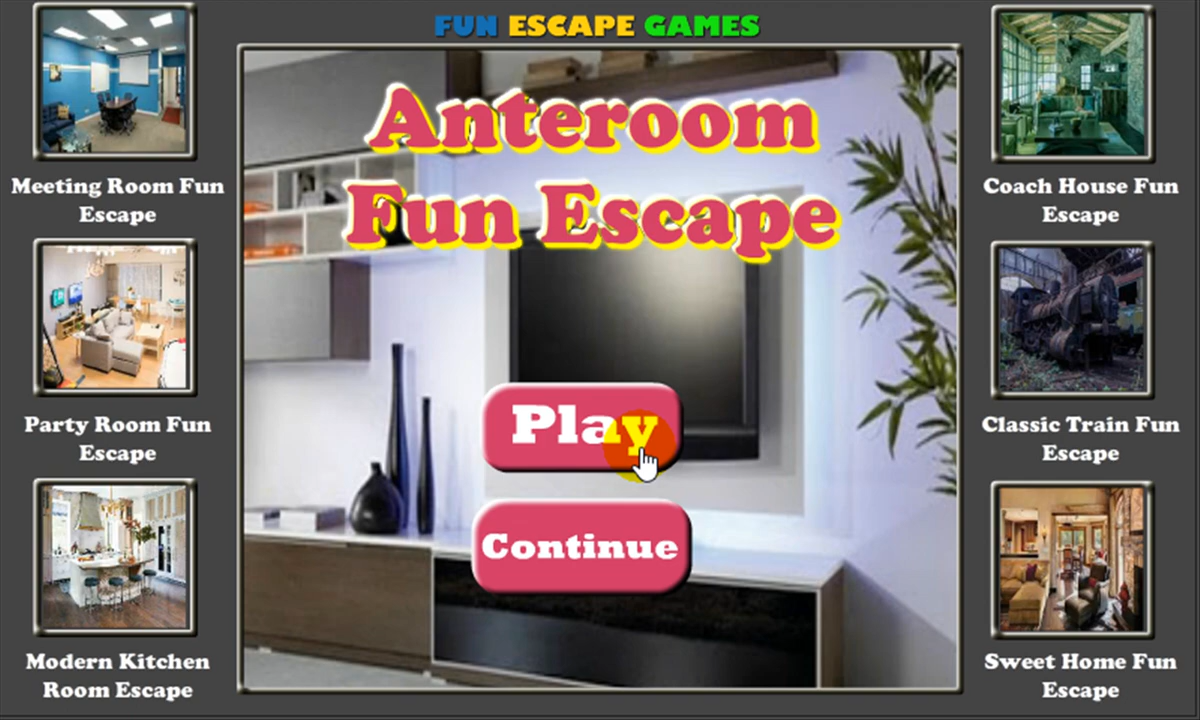 FUN ESCAPE GAMES
Anteroom
Fun Escape
Play
Continue
Meeting Room Fun
Escape
Party Room Fun
Escape
Modern Kitchen
Room Escape
Coach House Fun
Escape
Classic Train Fun
Escape
Sweet Home Fun
Escape